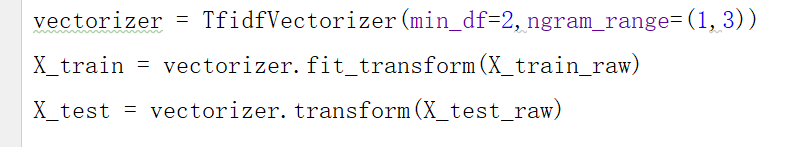 vectorizer = TfidfVectorizer(min_df=2,ngram_range=(1,3))
X_train = vectorizer.fit_transform(X_train_raw)
X_test = vectorizer.transform(X_test_raw)